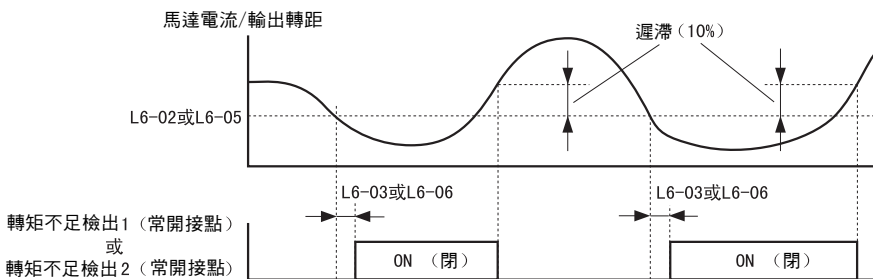 馬達電流/輸出轉距
遲滯（10%）
L6-02或L6-05
L6-03或L6-06
L6-03或L6-06
轉矩不足檢出1（常開接點）
或
轉矩不足檢出2（常開接點）
ON （閉）
ON （閉）